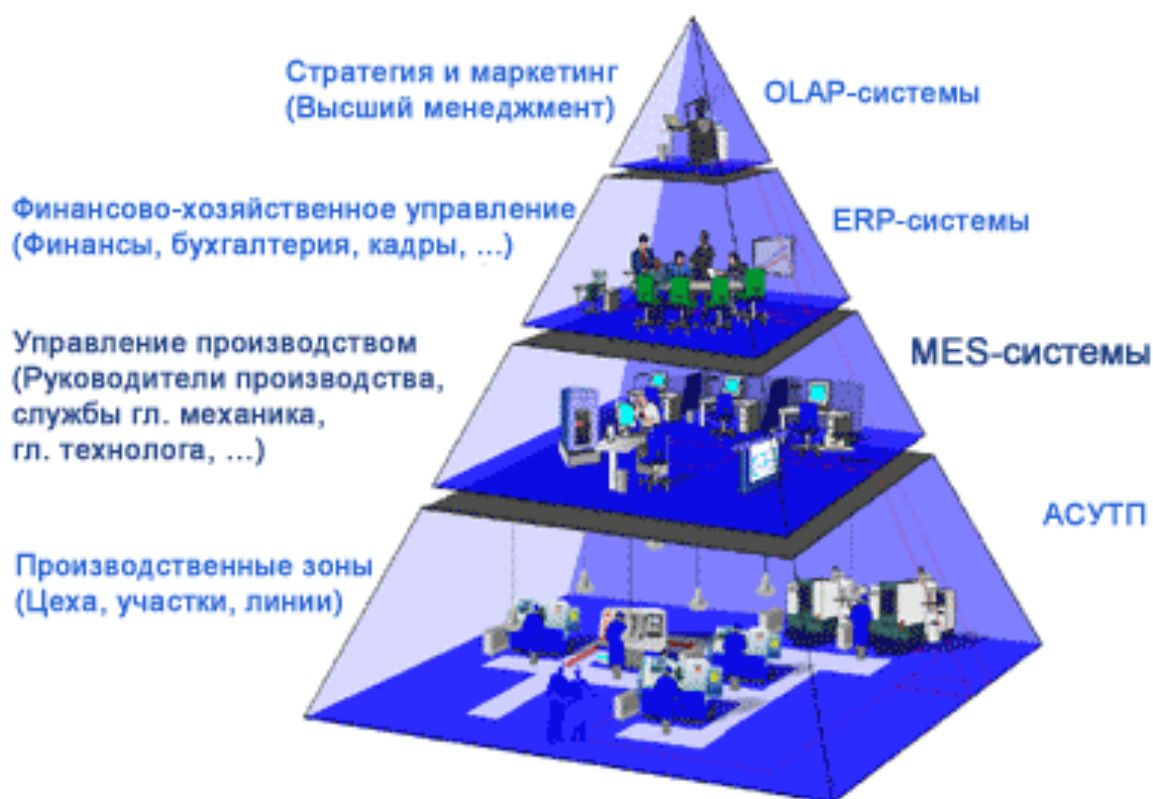 Стратегия и маркетинг
(Высший менеджмент)
OLAP-системы
Финансово-хозяйственное управление
(Финансы, бухгалтерия, кадры, ...)
ERP-системы
Управление производством
(Руководители производства,
службы гл. механика,
гл. технолога, ...)
MES-системы
АСУТП
Производственные зоны
(Цеха, участки, линии)